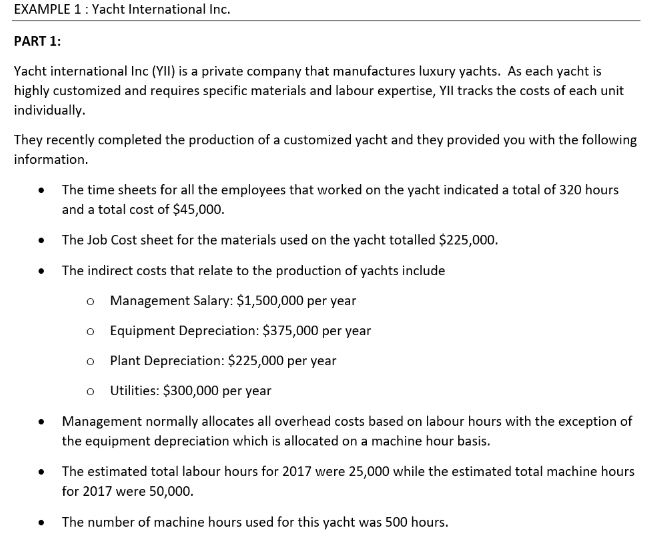 EXAMPLE 1 : Yacht International Inc.
PART 1:
Yacht international Inc (YII) is a private company that manufactures luxury yachts.  As each yacht is
highly customized and requires specific materials and labour expertise, YII tracks the costs of each unit
individually.
They recently completed the production of a customized yacht and they provided you with the following
information.
• The time sheets for all the employees that worked on the yacht indicated a total of 320 hours
and a total cost of $45,000.
• The Job Cost sheet for the materials used on the yacht totalled $225,000.
• The indirect costs that relate to the production of yachts include
o Management Salary: $1,500,000 per year
o Equipment Depreciation: $375,000 per year
o Plant Depreciation: $225,000 per year
o Utilities: $300,000 per year
• Management normally allocates all overhead costs based on labour hours with the exception of
the equipment depreciation which is allocated on a machine hour basis.
• The estimated total labour hours for 2017 were 25,000 while the estimated total machine hours
for 2017 were 50,000.
• The number of machine hours used for this yacht was 500 hours.